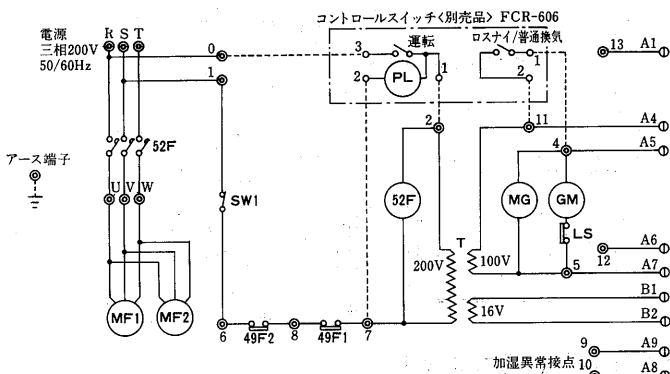 コントロールスイッチ〈別売品〉FCR-606
電源
三相200V
50/60Hz
R S T
0
1
3
運転
2
PL
1
ロスナイ/普通換気
1
2
13
A1
アース端子
52F
U V W
SW1
2
52F
11
A4
4
A5
MG
GM
LS
T
200V
100V
16V
12
A6
5
A7
B1
B2
MF1
MF2
6
49F2
8
49F1
7
9
A9
加湿異常接点
10
A8